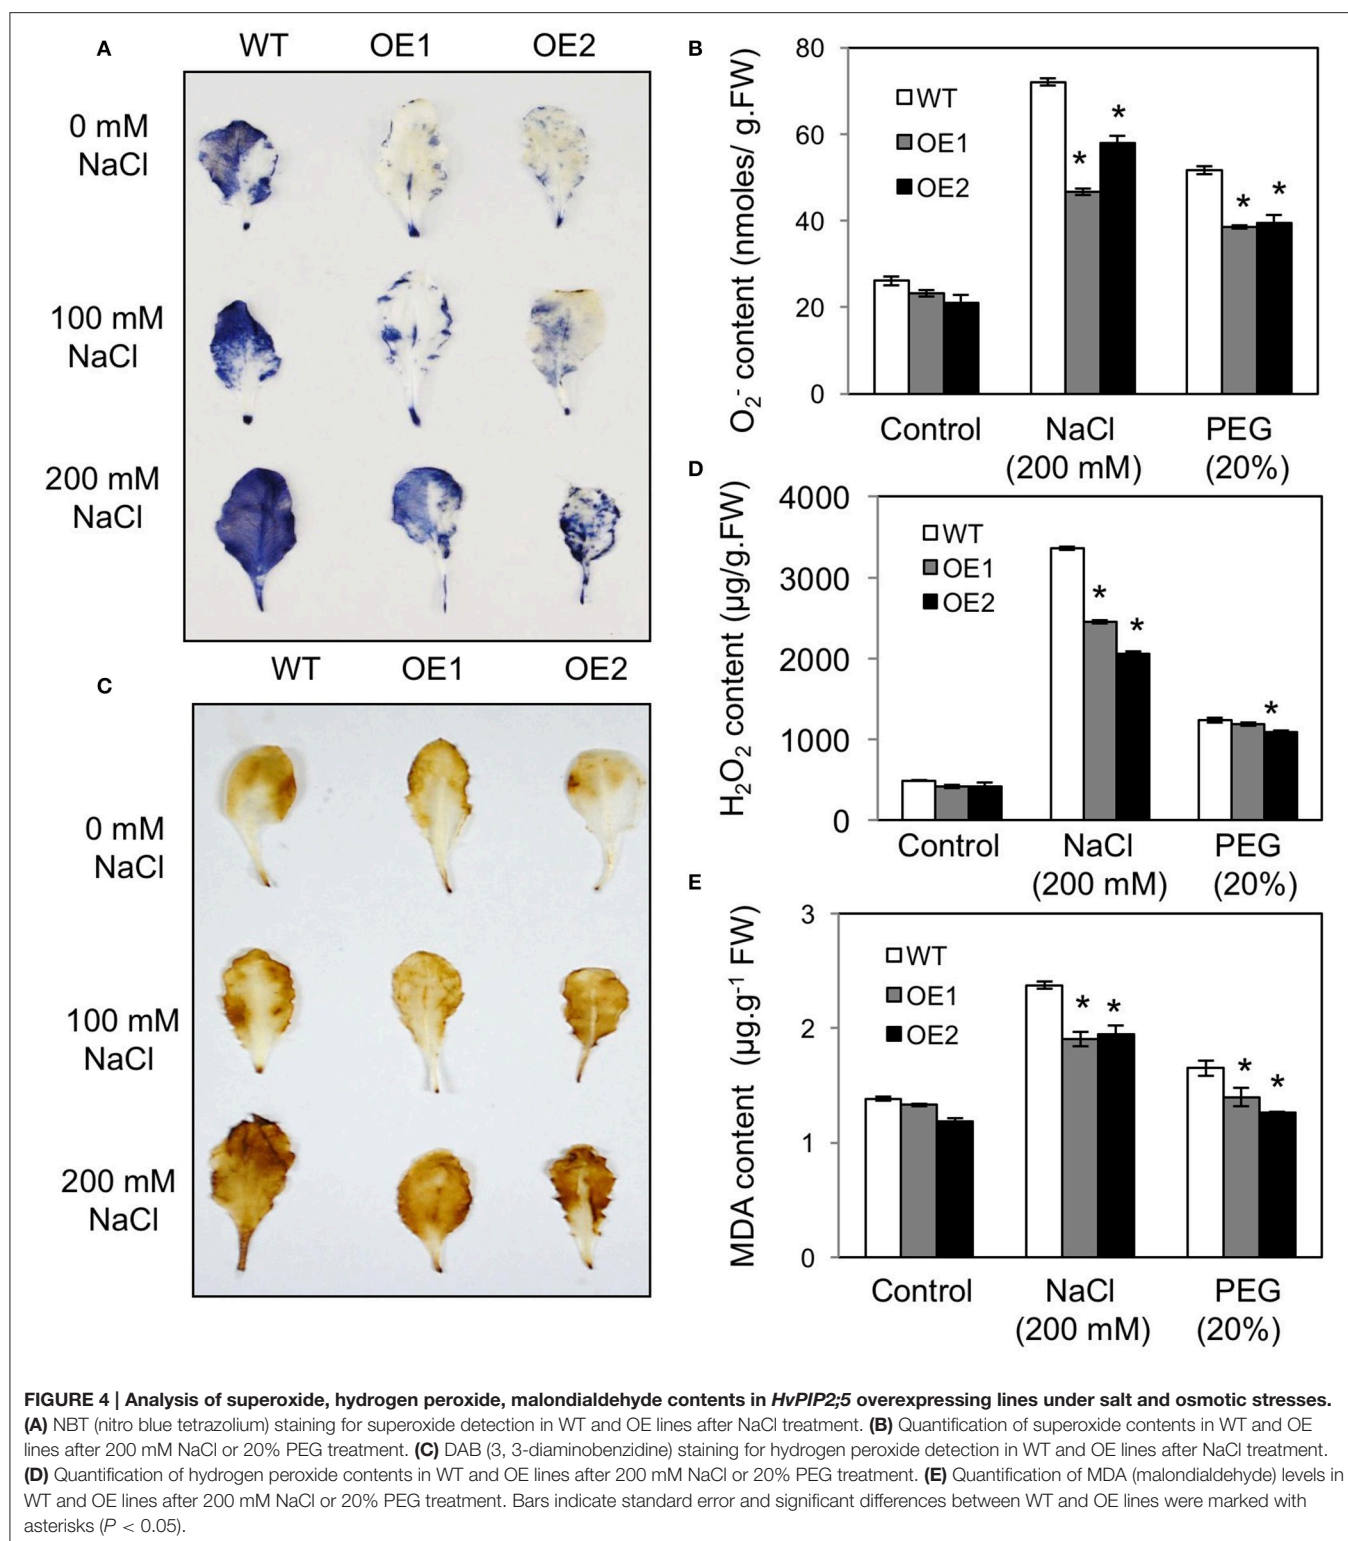 A
WT OE1 OE2
0 mM
NaCl
100 mM
NaCl
200 mM
NaCl
B
O₂⁻ content (nmoles/ g.FW)
80
60
40
20
0
WT
OE1
OE2
* * * *
Control NaCl PEG
(200 mM) (20%)
C
WT OE1 OE2
0 mM
NaCl
100 mM
NaCl
200 mM
NaCl
D
H₂O₂ content (µg/g.FW)
4000
3000
2000
1000
0
WT
OE1
OE2
* * *
Control NaCl PEG
(200 mM) (20%)
E
MDA content (µg.g⁻¹ FW)
3
2
1
0
WT
OE1
OE2
* * * *
Control NaCl PEG
(200 mM) (20%)
FIGURE 4 | Analysis of superoxide, hydrogen peroxide, malondialdehyde contents in HvPIP2;5 overexpressing lines under salt and osmotic stresses.
(A) NBT (nitro blue tetrazolium) staining for superoxide detection in WT and OE lines after NaCl treatment. (B) Quantification of superoxide contents in WT and OE
lines after 200 mM NaCl or 20% PEG treatment. (C) DAB (3, 3-diaminobenzidine) staining for hydrogen peroxide detection in WT and OE lines after NaCl treatment.
(D) Quantification of hydrogen peroxide contents in WT and OE lines after 200 mM NaCl or 20% PEG treatment. (E) Quantification of MDA (malondialdehyde) levels in
WT and OE lines after 200 mM NaCl or 20% PEG treatment. Bars indicate standard error and significant differences between WT and OE lines were marked with
asterisks (P < 0.05).